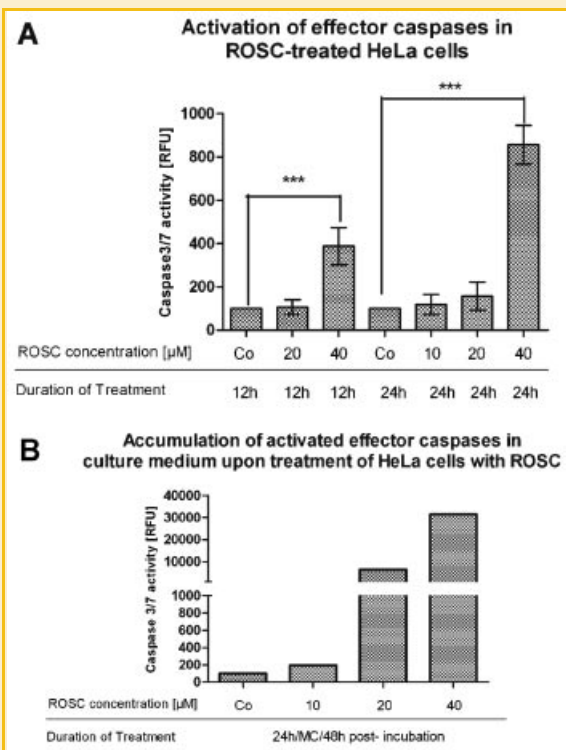 A
Activation of effector caspases in
ROSC-treated HeLa cells
Caspase3/7 activity [RFU]
1000
800
600
400
200
0
***
***
ROSC concentration [µM] Co 20 40 Co 10 20 40
Duration of Treatment 12h 12h 12h 24h 24h 24h 24h
B
Accumulation of activated effector caspases in
culture medium upon treatment of HeLa cells with ROSC
Caspase 3/7 activity [RFU]
40000
30000
20000
10000
1000
800
600
400
200
0
ROSC concentration [µM] Co 10 20 40
Duration of Treatment 24h/MC/48h post- incubation